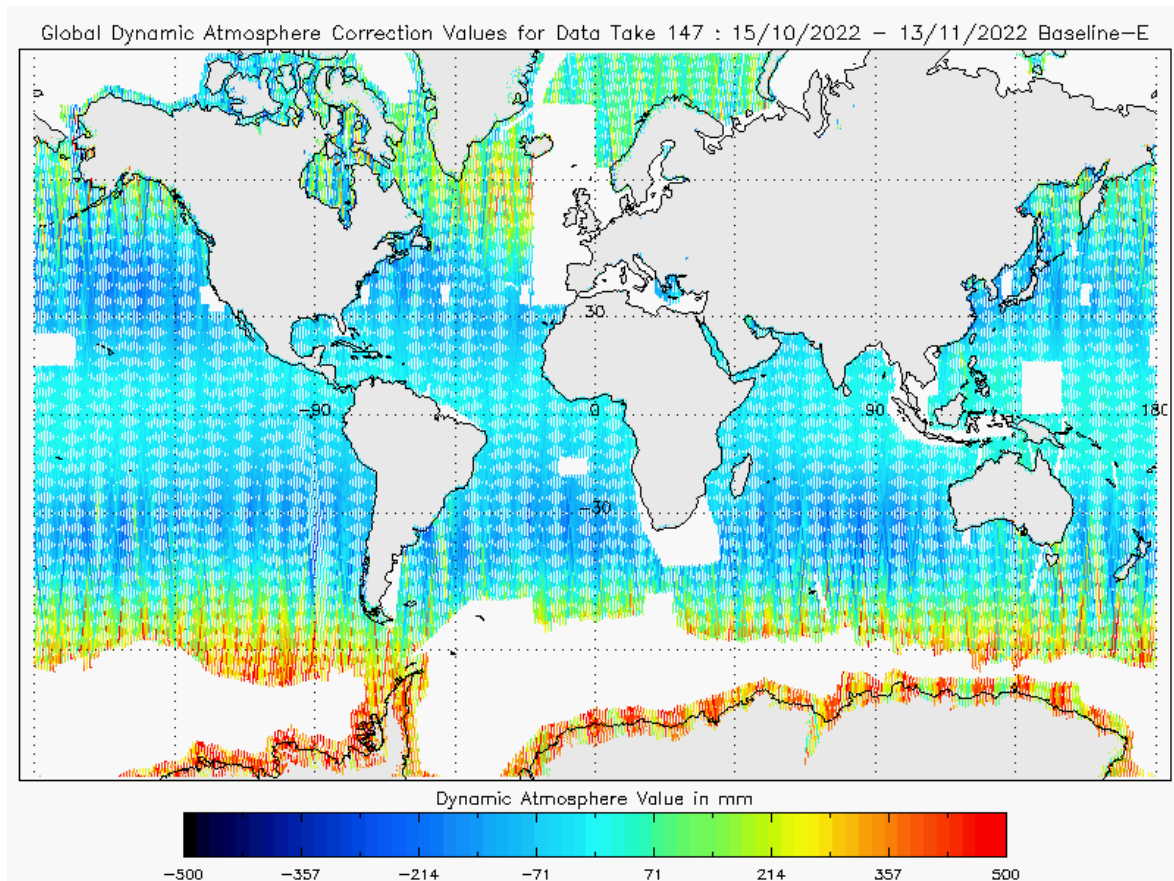 Global Dynamic Atmosphere Correction Values for Data Take 147 : 15/10/2022 - 13/11/2022 Baseline-E
30
-90 0 90 180
-30
Dynamic Atmosphere Value in mm
-500 -357 -214 -71 71 214 357 500